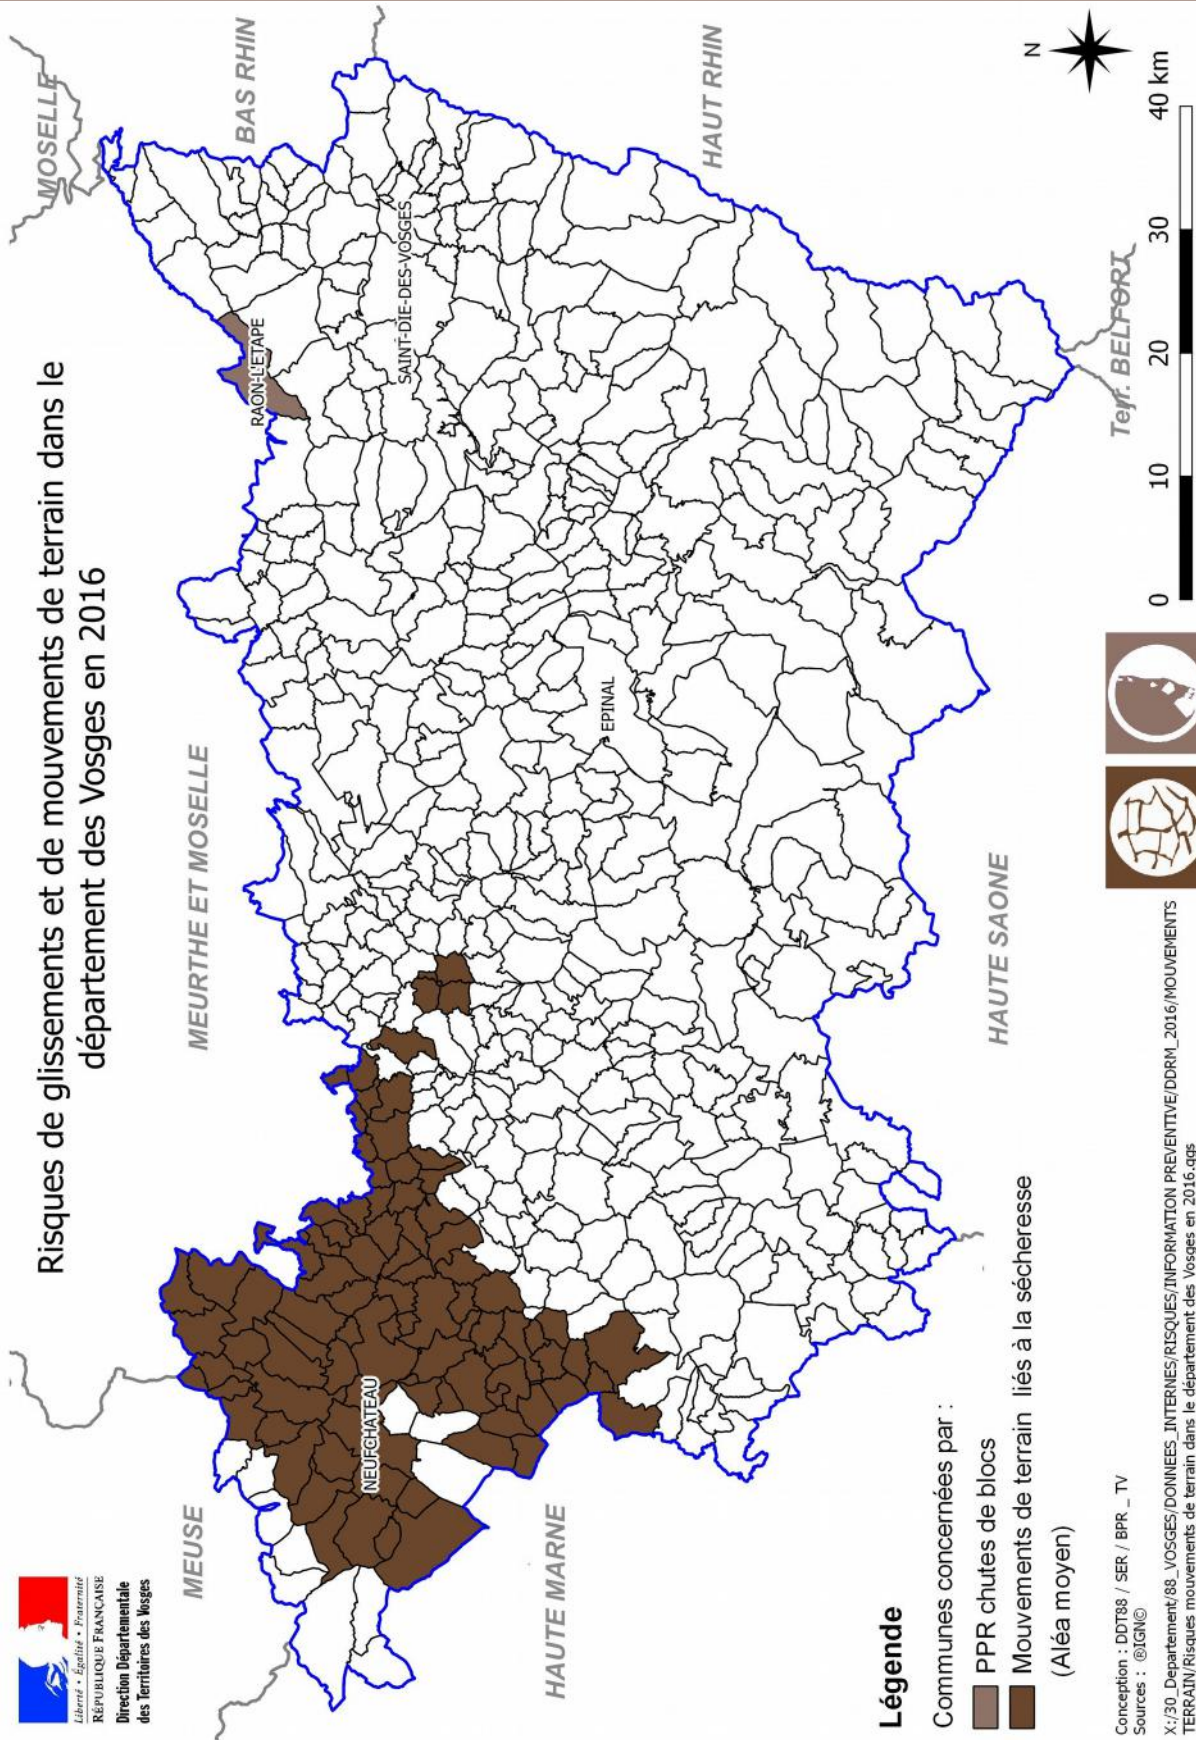 Risques de glissements et de mouvements de terrain dans le
département des Vosges en 2016
Liberté • Égalité • Fraternité
RÉPUBLIQUE FRANÇAISE
Direction Départementale
des Territoires des Vosges
MEUSE
MEURTHE ET MOSELLE
MOSELLE
BAS RHIN
HAUT RHIN
Terr. BELFORT
HAUTE SAONE
HAUTE MARNE
NEUFCHATEAU
EPINAL
RAON-L'ETAPE
SAINT-DIE-DES-VOSGES
N
Légende
Communes concernées par :
PPR chutes de blocs
Mouvements de terrain liés à la sécheresse
(Aléa moyen)
0 10 20 30 40 km
Conception : DDT88 / SER / BPR _ TV
Sources : ®IGN©
X:/30_Departement/88_VOSGES/DONNEES_INTERNES/RISQUES/INFORMATION PREVENTIVE/DDRM_2016/MOUVEMENTS
TERRAIN/Risques mouvements de terrain dans le département des Vosges en 2016.qgs